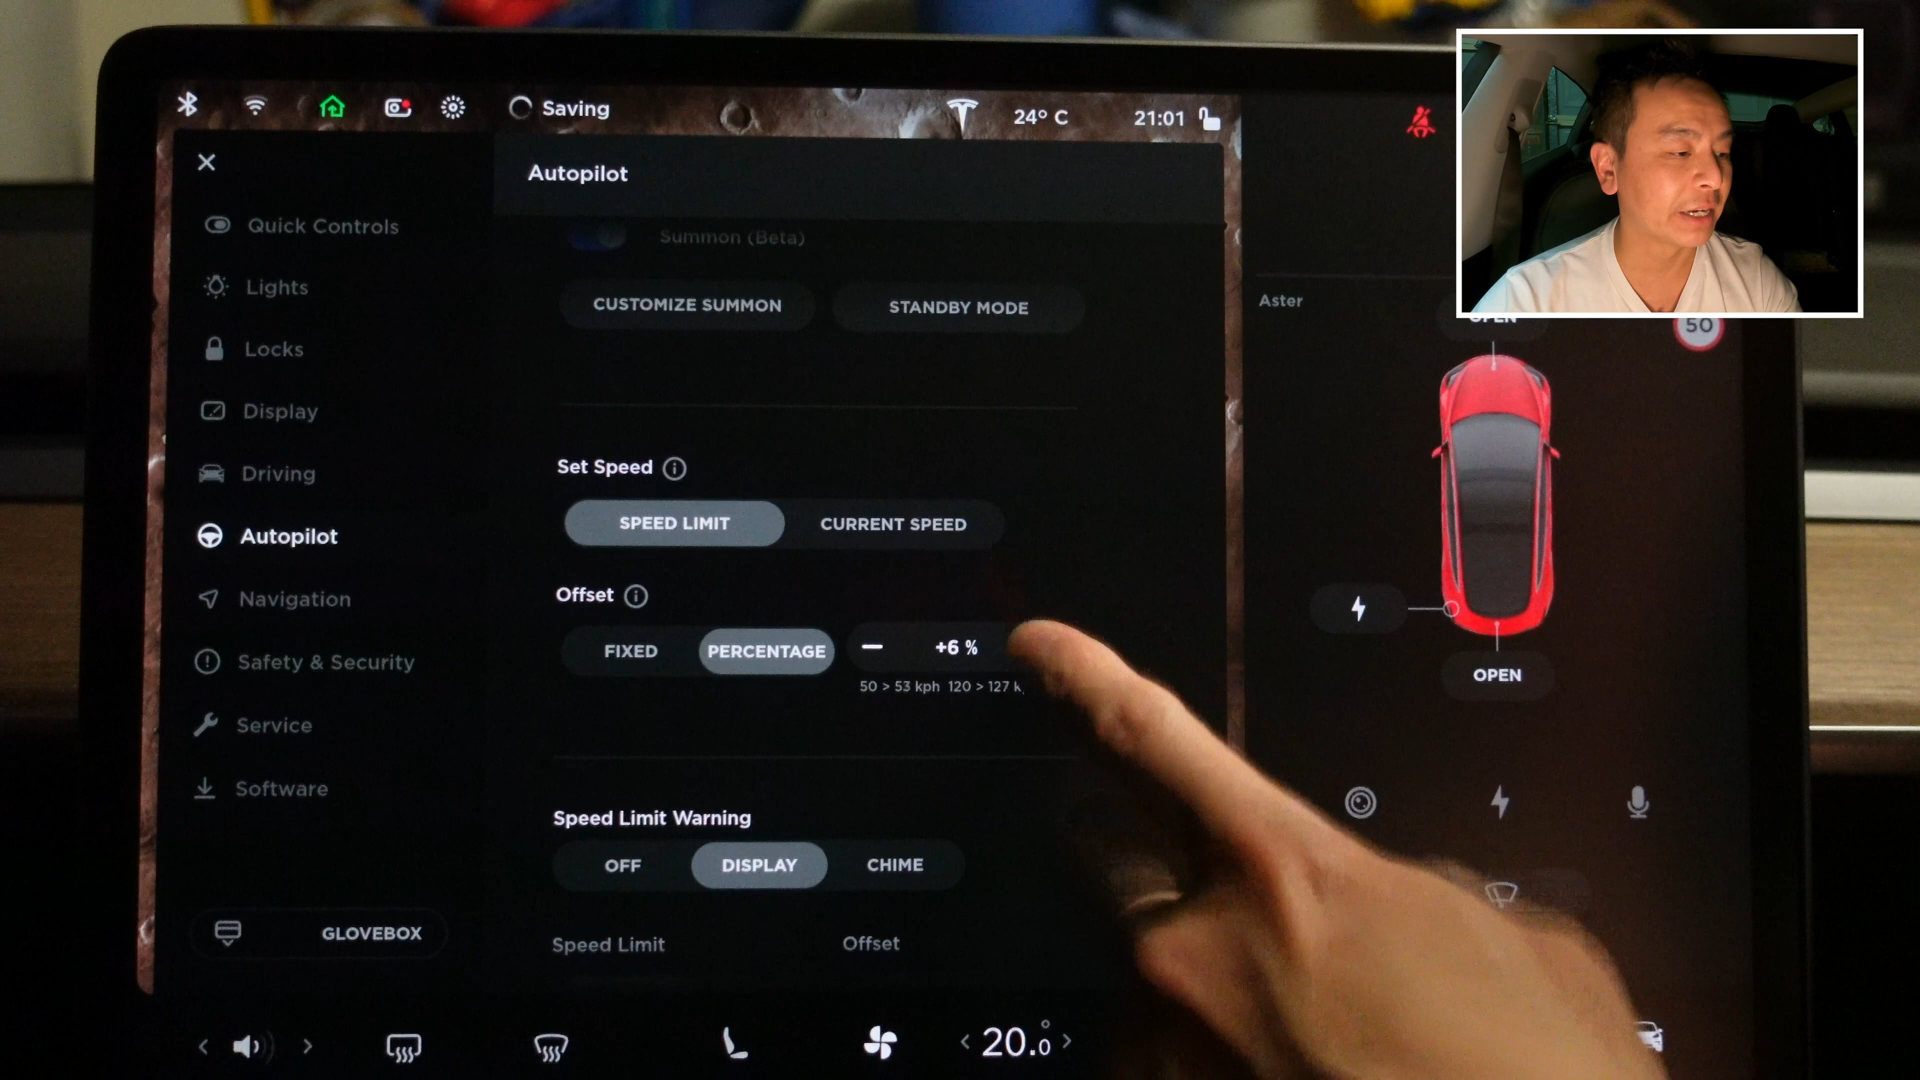 Saving
24° C
21:01
Autopilot
Quick Controls
Lights
Locks
Display
Driving
Autopilot
Navigation
Safety & Security
Service
Software
GLOVEBOX
Summon (Beta)
CUSTOMIZE SUMMON
STANDBY MODE
Set Speed
SPEED LIMIT
CURRENT SPEED
Offset
FIXED
PERCENTAGE
+6 %
50 > 53 kph 120 > 127 k
Speed Limit Warning
OFF
DISPLAY
CHIME
Speed Limit
Offset
Aster
OPEN
50
OPEN
20.0°